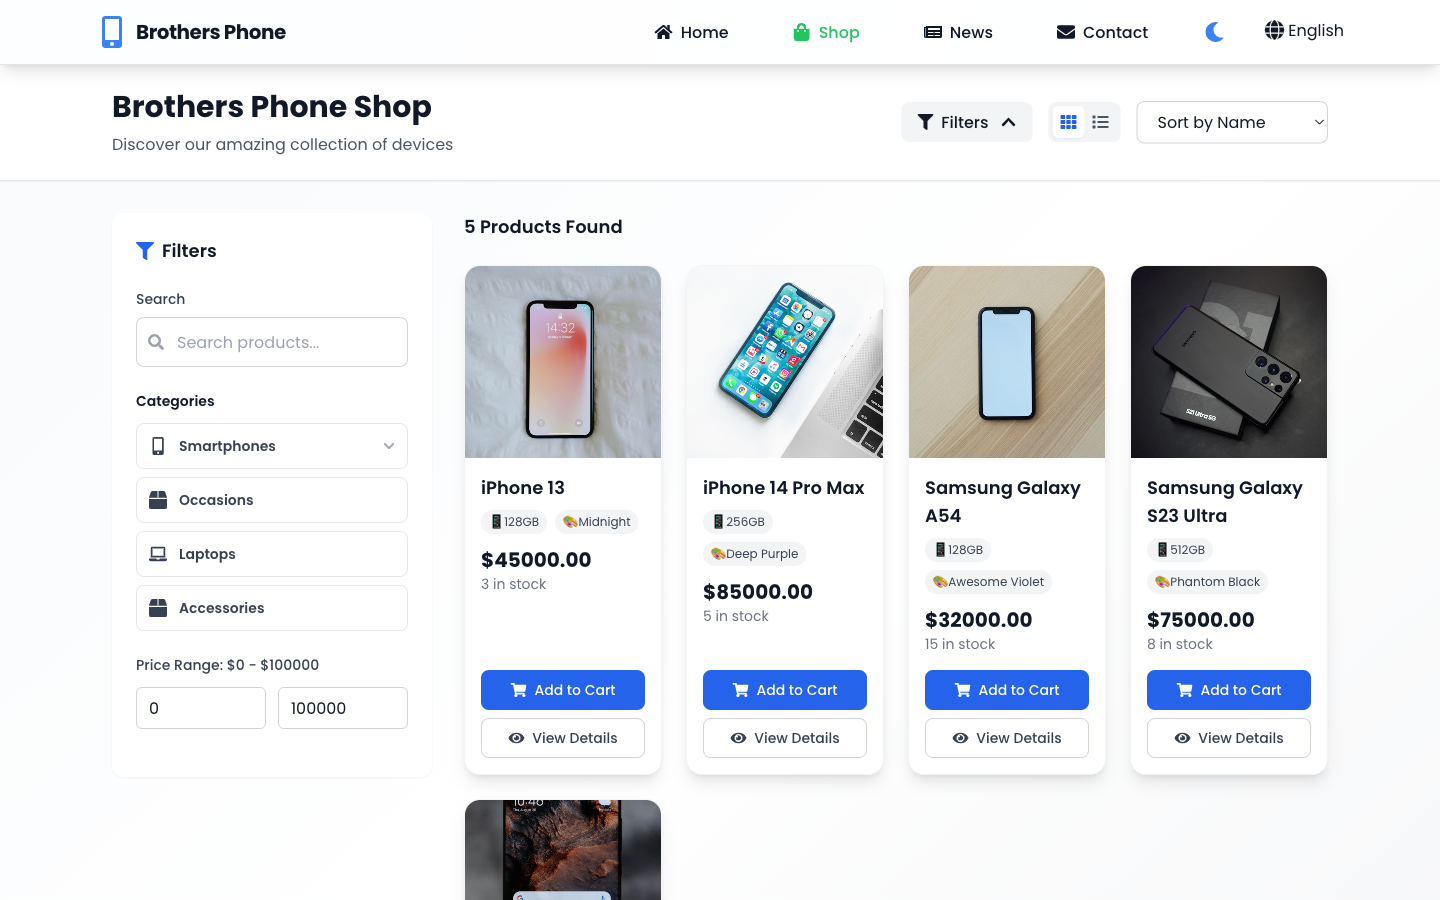 Brothers Phone
Home
Shop
News
Contact
English
Brothers Phone Shop
Discover our amazing collection of devices
Filters
Sort by Name
Filters
Search
Search products...
Categories
Smartphones
Occasions
Laptops
Accessories
Price Range: $0 - $100000
0
100000
5 Products Found
14:32
iPhone 13
128GB
Midnight
$45000.00
3 in stock
Add to Cart
View Details
iPhone 14 Pro Max
256GB
Deep Purple
$85000.00
5 in stock
Add to Cart
View Details
Samsung Galaxy
A54
128GB
Awesome Violet
$32000.00
15 in stock
Add to Cart
View Details
S21 Ultra 5G
Samsung Galaxy
S23 Ultra
512GB
Phantom Black
$75000.00
8 in stock
Add to Cart
View Details
10:46